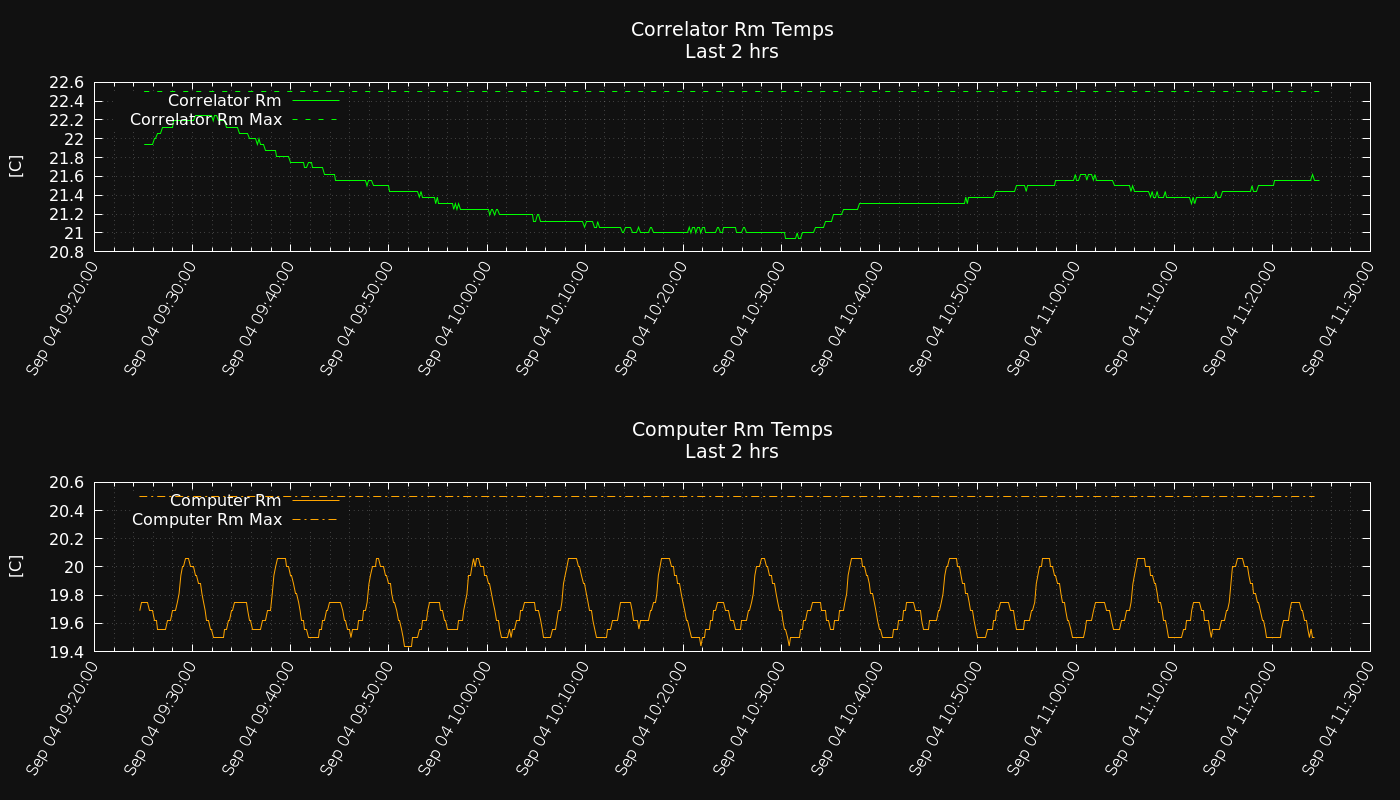 Correlator Rm Temps
Last 2 hrs
22.6
22.4
22.2
22
21.8
21.6
21.4
21.2
21
20.8
[C]
Correlator Rm
Correlator Rm Max
Sep 04 09:20:00
Sep 04 09:30:00
Sep 04 09:40:00
Sep 04 09:50:00
Sep 04 10:00:00
Sep 04 10:10:00
Sep 04 10:20:00
Sep 04 10:30:00
Sep 04 10:40:00
Sep 04 10:50:00
Sep 04 11:00:00
Sep 04 11:10:00
Sep 04 11:20:00
Sep 04 11:30:00
Computer Rm Temps
Last 2 hrs
20.6
20.4
20.2
20
19.8
19.6
19.4
[C]
Computer Rm
Computer Rm Max
Sep 04 09:20:00
Sep 04 09:30:00
Sep 04 09:40:00
Sep 04 09:50:00
Sep 04 10:00:00
Sep 04 10:10:00
Sep 04 10:20:00
Sep 04 10:30:00
Sep 04 10:40:00
Sep 04 10:50:00
Sep 04 11:00:00
Sep 04 11:10:00
Sep 04 11:20:00
Sep 04 11:30:00